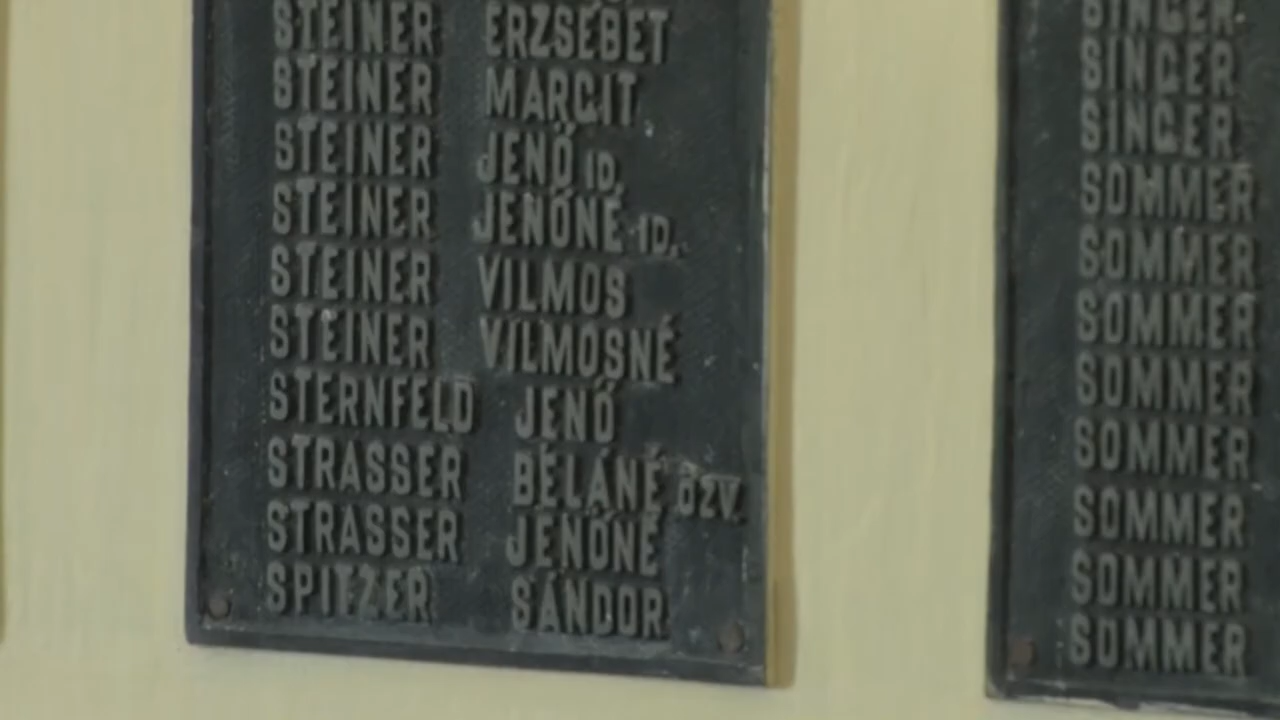 STEINER ERZSÉBET
STEINER MARGIT
STEINER JENŐ ID.
STEINER JENŐNÉ ID.
STEINER VILMOS
STEINER VILMOSNÉ
STERNFELD JENŐ
STRASSER BÉLÁNÉ ÖZV.
STRASSER JENŐNÉ
SPITZER SÁNDOR
SINGER
SINGER
SINGER
SOMMER
SOMMER
SOMMER
SOMMER
SOMMER
SOMMER
SOMMER
SOMMER